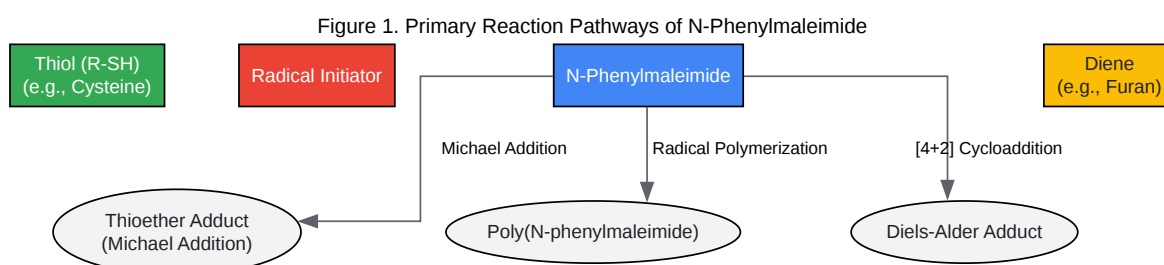 Figure 1. Primary Reaction Pathways of N-Phenylmaleimide
Thiol (R-SH)
(e.g., Cysteine)
Radical Initiator
N-Phenylmaleimide
Diene
(e.g., Furan)
Michael Addition
Radical Polymerization
[4+2] Cycloaddition
Thioether Adduct
(Michael Addition)
Poly(N-phenylmaleimide)
Diels-Alder Adduct